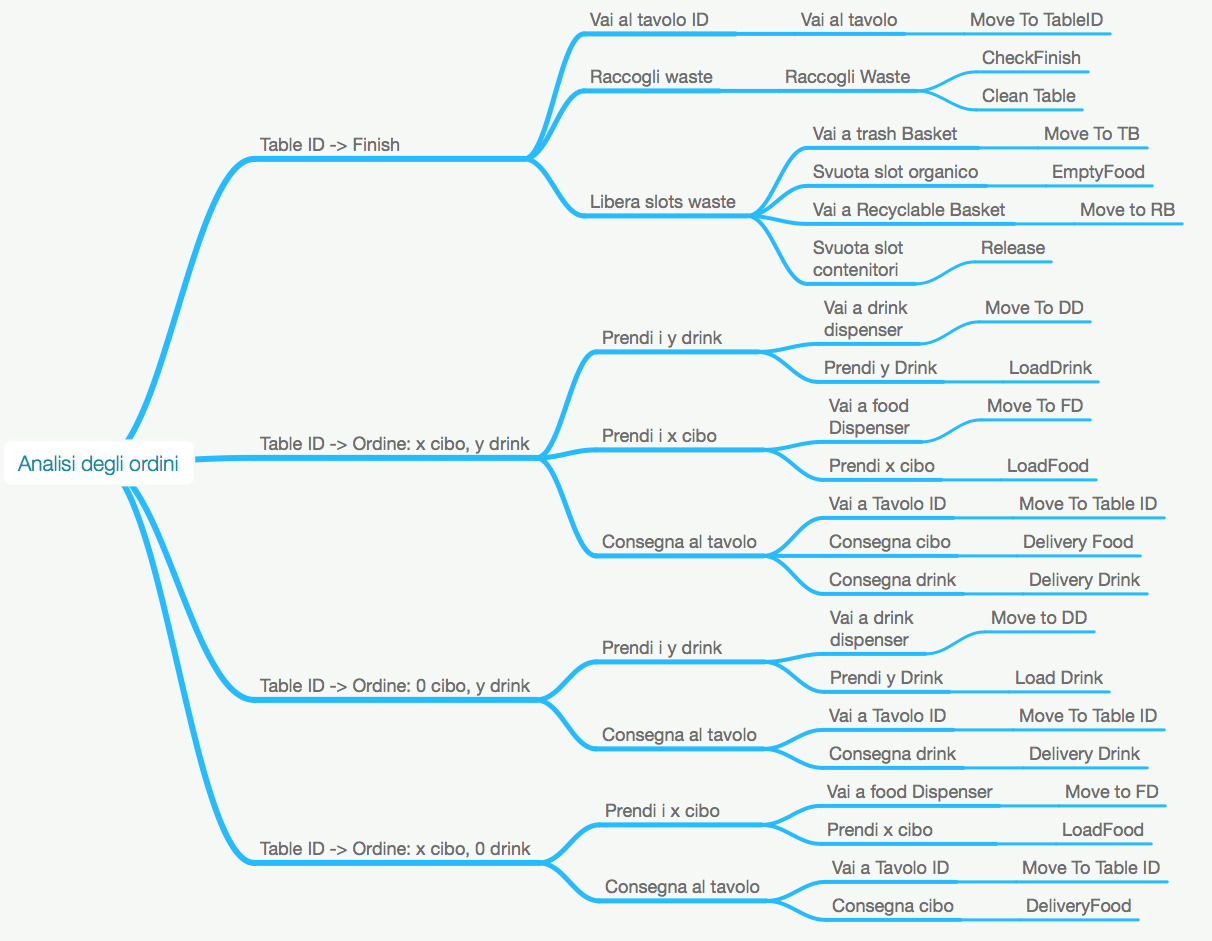 Analisi degli ordini
Table ID -> Finish
Vai al tavolo ID
Vai al tavolo
Move To TableID
Raccogli waste
Raccogli Waste
CheckFinish
Clean Table
Libera slots waste
Vai a trash Basket
Move To TB
Svuota slot organico
EmptyFood
Vai a Recyclable Basket
Move to RB
Svuota slot
contenitori
Release
Table ID -> Ordine: x cibo, y drink
Prendi i y drink
Vai a drink
dispenser
Move To DD
Prendi y Drink
LoadDrink
Prendi i x cibo
Vai a food
Dispenser
Move To FD
Prendi x cibo
LoadFood
Consegna al tavolo
Vai a Tavolo ID
Move To Table ID
Consegna cibo
Delivery Food
Consegna drink
Delivery Drink
Table ID -> Ordine: 0 cibo, y drink
Prendi i y drink
Vai a drink
dispenser
Move to DD
Prendi y Drink
Load Drink
Consegna al tavolo
Vai a Tavolo ID
Move To Table ID
Consegna drink
Delivery Drink
Table ID -> Ordine: x cibo, 0 drink
Prendi i x cibo
Vai a food Dispenser
Move to FD
Prendi x cibo
LoadFood
Consegna al tavolo
Vai a Tavolo ID
Move To Table ID
Consegna cibo
DeliveryFood